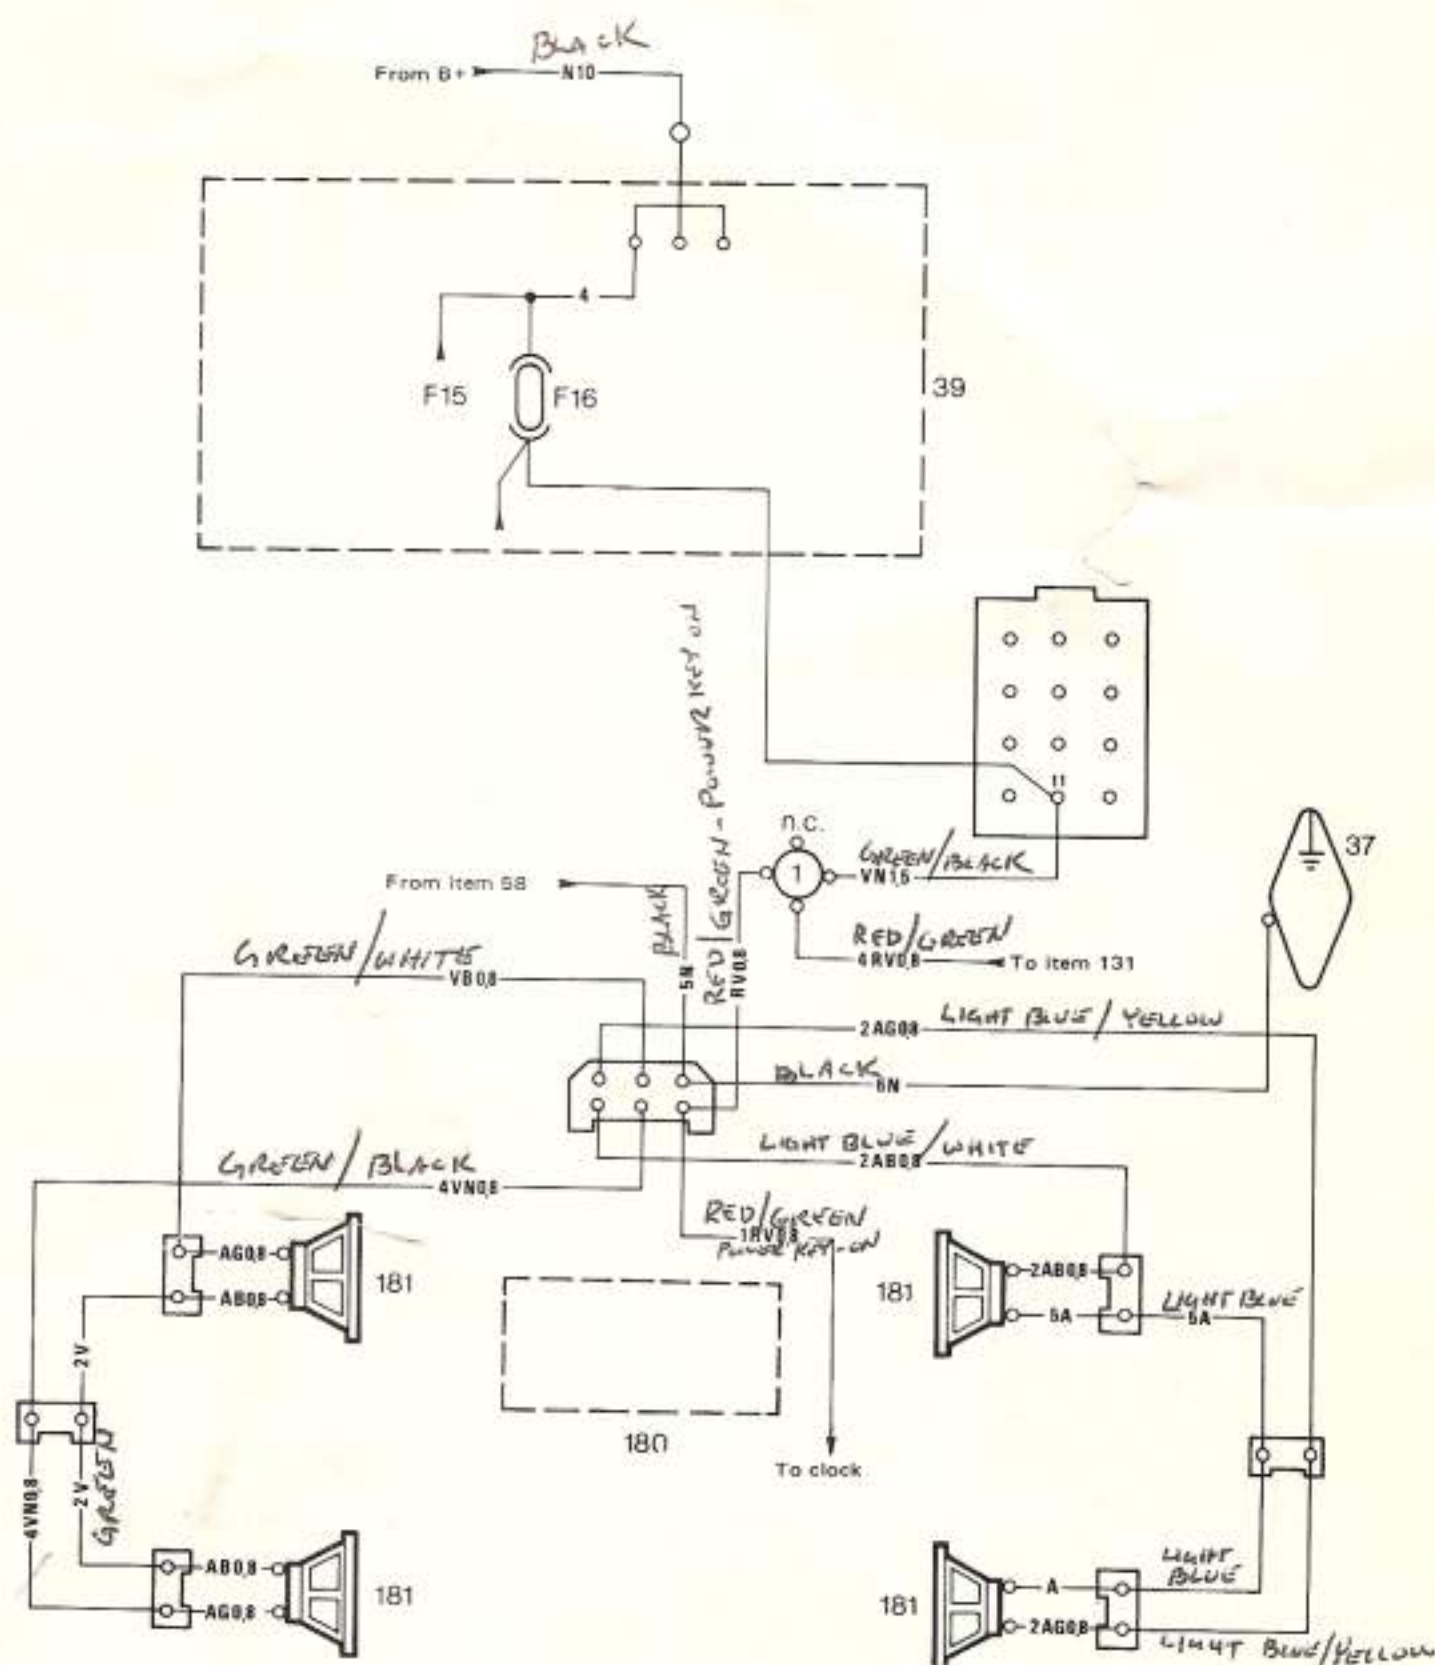 BLACK
From B+
N10
4
F15
F16
39
RED/GREEN - POWER KEY ON
11
n.c.
1
GREEN/BLACK
VN1,5
37
From item 58
BLACK
5N
RV0,8
RED/GREEN
4RV0,8
To item 131
GREEN/WHITE
VB0,8
2AG0,8
LIGHT BLUE/YELLOW
BLACK
6N
LIGHT BLUE/WHITE
2AB0,8
GREEN/BLACK
4VN0,8
RED/GREEN
1RV0,8
POWER KEY-ON
AG0,8
AB0,8
181
181
2AB0,8
5A
LIGHT BLUE
5A
2V
180
To clock
GREEN
2V
4VN0,8
AB0,8
AG0,8
181
181
A
2AG0,8
LIGHT
BLUE
LIGHT BLUE/YELLOW